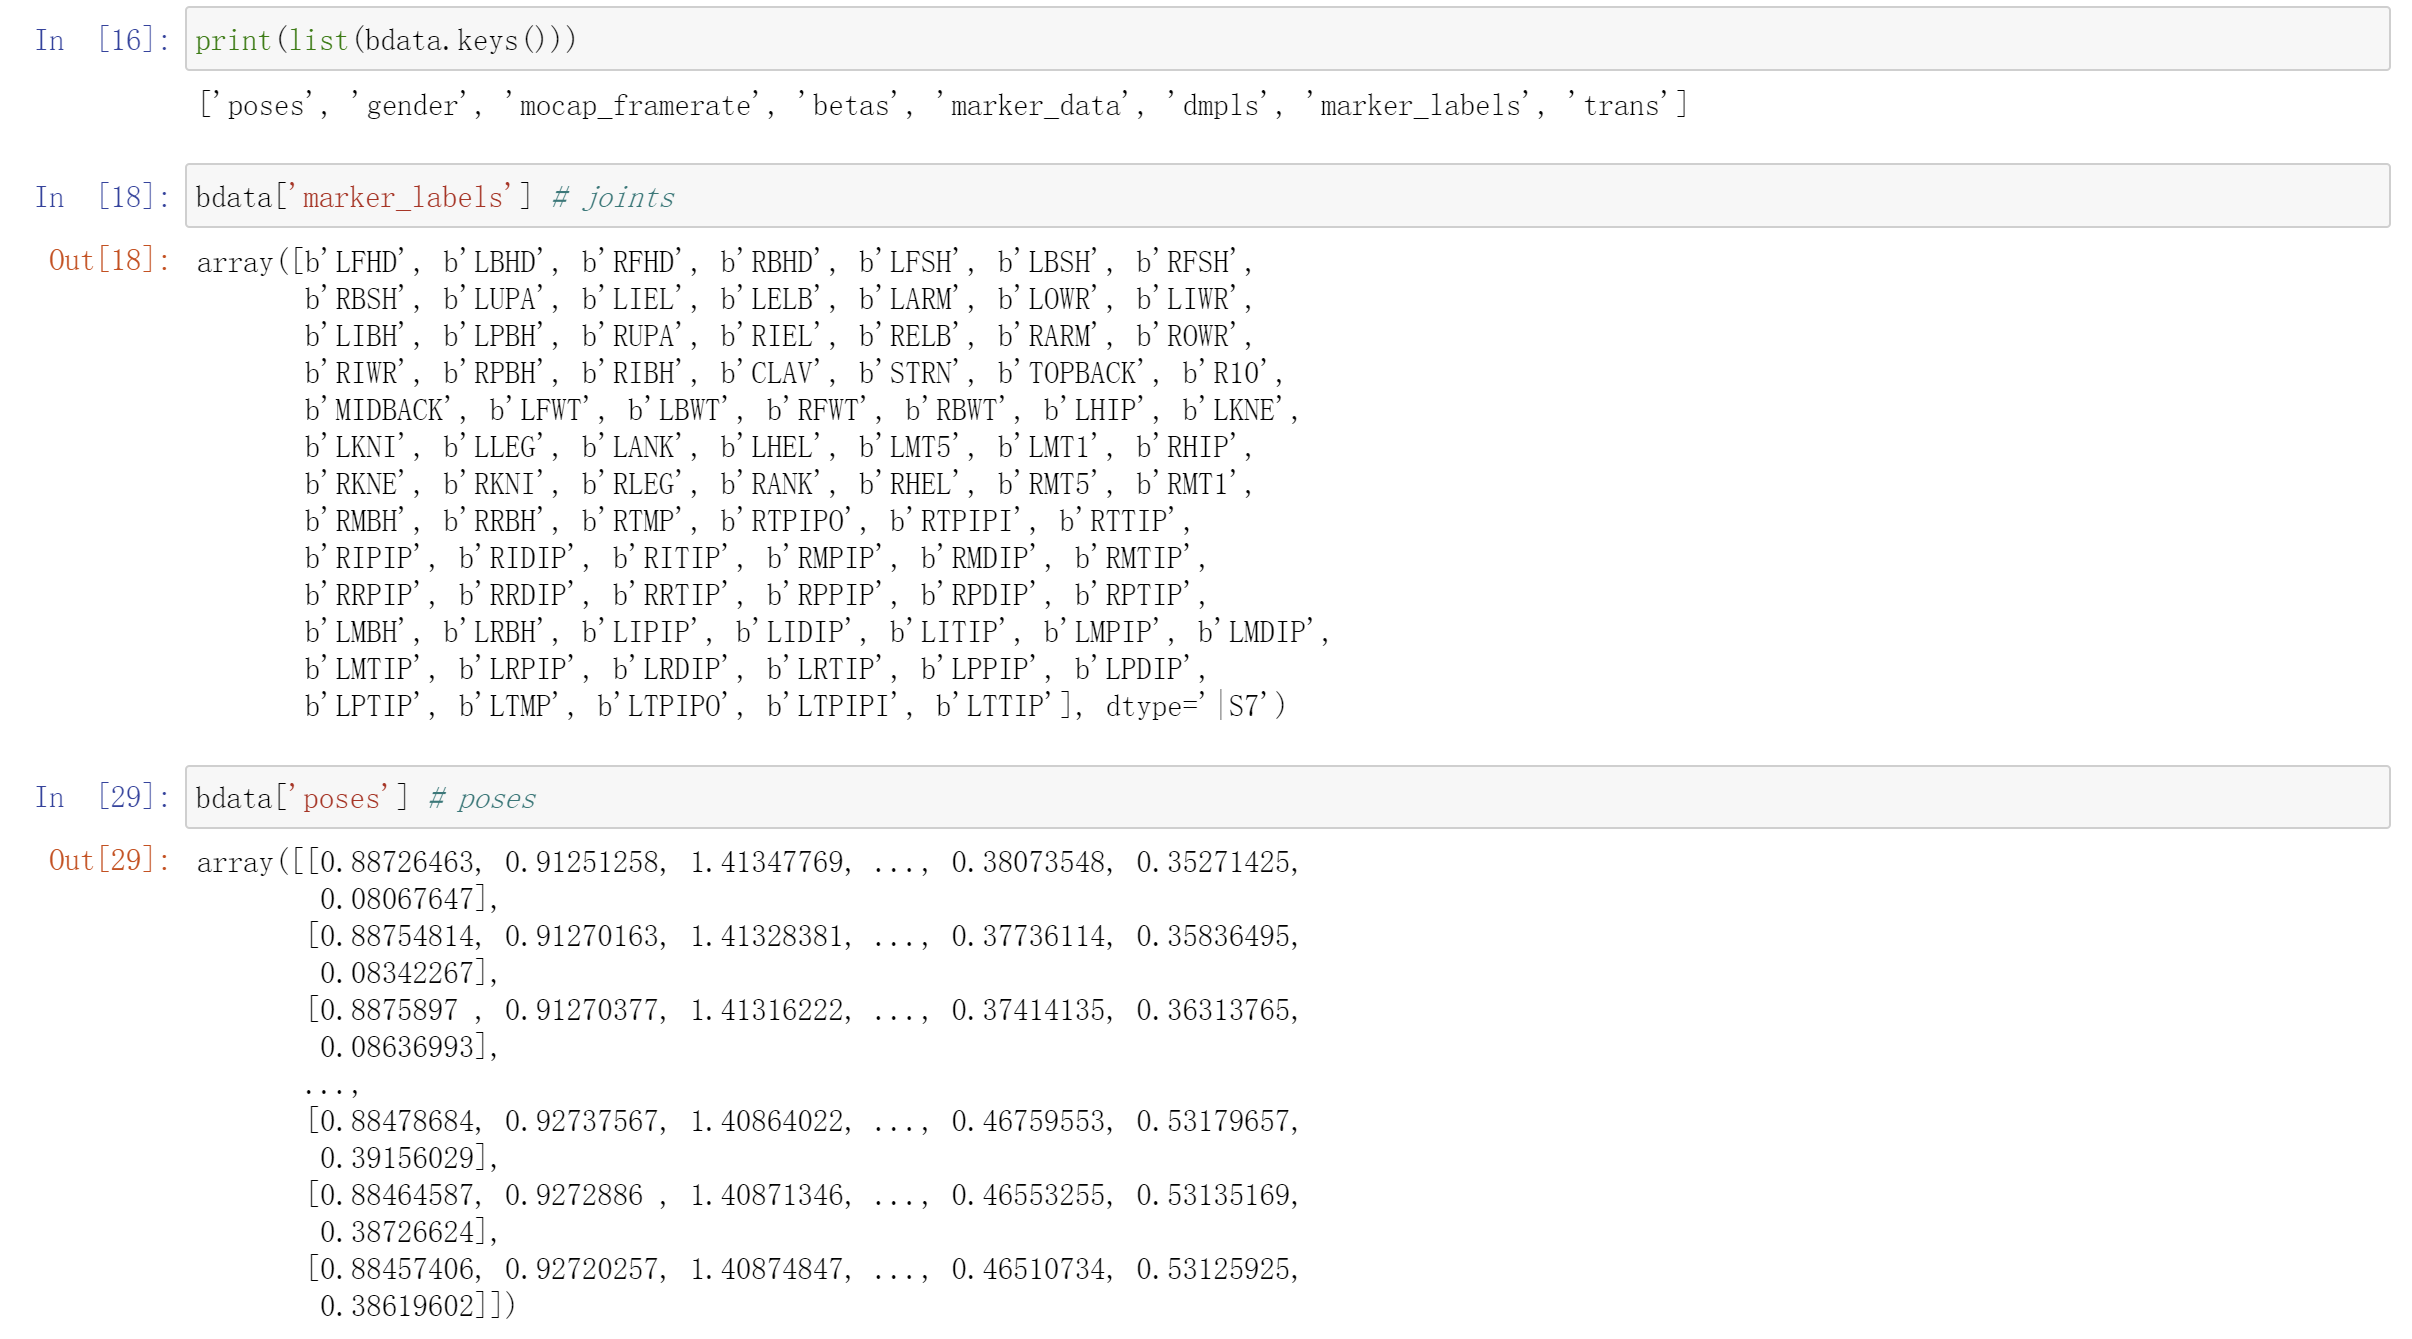 In [16]: print(list(bdata.keys()))
['poses', 'gender', 'mocap_framerate', 'betas', 'marker_data', 'dmpls', 'marker_labels', 'trans']
In [18]: bdata['marker_labels'] # joints
Out[18]: array([b'LFHD', b'LBHD', b'RFHD', b'RBHD', b'LFSH', b'LBSH', b'RFSH',
b'RBSH', b'LUPA', b'LIEL', b'LELB', b'LARM', b'LOWR', b'LIWR',
b'LIBH', b'LPBH', b'RUPA', b'RIEL', b'RELB', b'RARM', b'ROWR',
b'RIWR', b'RPBH', b'RIBH', b'CLAV', b'STRN', b'TOPBACK', b'R10',
b'MIDBACK', b'LFWT', b'LBWT', b'RFWT', b'RBWT', b'LHIP', b'LKNE',
b'LKNI', b'LLEG', b'LANK', b'LHEL', b'LMT5', b'LMT1', b'RHIP',
b'RKNE', b'RKNI', b'RLEG', b'RANK', b'RHEL', b'RMT5', b'RMT1',
b'RMBH', b'RRBH', b'RTMP', b'RTPIPO', b'RTPIPI', b'RTTIP',
b'RIPIP', b'RIDIP', b'RITIP', b'RMPIP', b'RMDIP', b'RMTIP',
b'RRPIP', b'RRDIP', b'RRTIP', b'RPPIP', b'RPDIP', b'RPTIP',
b'LMBH', b'LRBH', b'LIPIP', b'LIDIP', b'LITIP', b'LMPIP', b'LMDIP',
b'LMTIP', b'LRPIP', b'LRDIP', b'LRTIP', b'LPPIP', b'LPDIP',
b'LPTIP', b'LTMP', b'LTPIPO', b'LTPIPI', b'LTTIP'], dtype='|S7')
In [29]: bdata['poses'] # poses
Out[29]: array([[0.88726463, 0.91251258, 1.41347769, ..., 0.38073548, 0.35271425,
0.08067647],
[0.88754814, 0.91270163, 1.41328381, ..., 0.37736114, 0.35836495,
0.08342267],
[0.8875897 , 0.91270377, 1.41316222, ..., 0.37414135, 0.36313765,
0.08636993],
...,
[0.88478684, 0.92737567, 1.40864022, ..., 0.46759553, 0.53179657,
0.39156029],
[0.88464587, 0.9272886 , 1.40871346, ..., 0.46553255, 0.53135169,
0.38726624],
[0.88457406, 0.92720257, 1.40874847, ..., 0.46510734, 0.53125925,
0.38619602]])